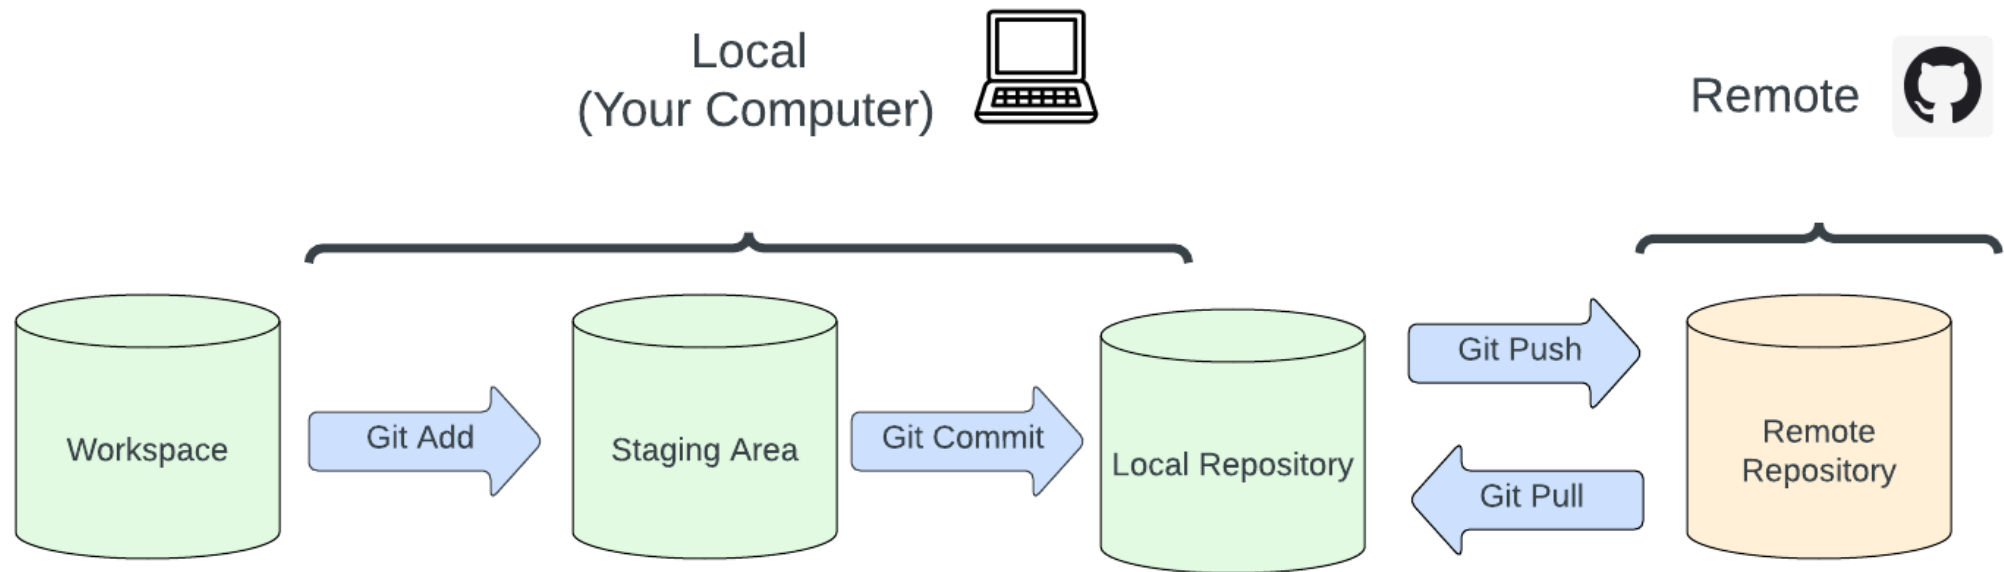 Local
(Your Computer)
Remote
Workspace
Git Add
Staging Area
Git Commit
Local Repository
Git Push
Git Pull
Remote
Repository